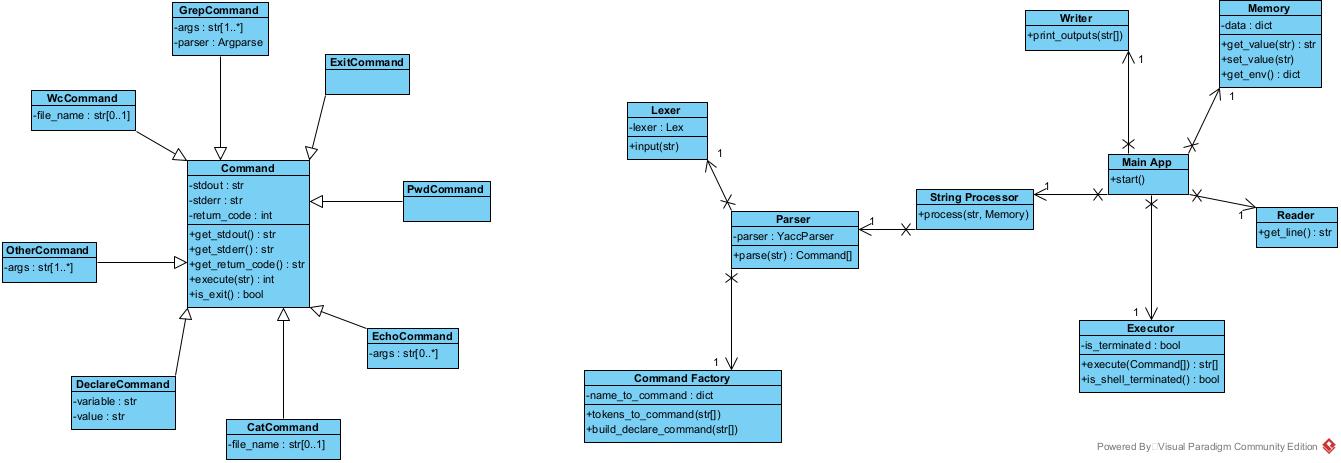 GrepCommand
-args : str[1..*]
-parser : Argparse
ExitCommand
WcCommand
-file_name : str[0..1]
Command
-stdout : str
-stderr : str
-return_code : int
+get_stdout() : str
+get_stderr() : str
+get_return_code() : str
+execute(str) : int
+is_exit() : bool
PwdCommand
OtherCommand
-args : str[1..*]
EchoCommand
-args : str[0..*]
DeclareCommand
-variable : str
-value : str
CatCommand
-file_name : str[0..1]
Lexer
-lexer : Lex
+input(str)
1
Parser
-parser : YaccParser
+parse(str) : Command[]
1
Command Factory
-name_to_command : dict
+tokens_to_command(str[])
+build_declare_command(str[])
1
String Processor
+process(str, Memory)
1
Writer
+print_outputs(str[])
1
Memory
-data : dict
+get_value(str) : str
+set_value(str)
+get_env() : dict
1
Main App
+start()
Reader
+get_line() : str
1
Executor
-is_terminated : bool
+execute(Command[]) : str[]
+is_shell_terminated() : bool
1
Powered By Visual Paradigm Community Edition